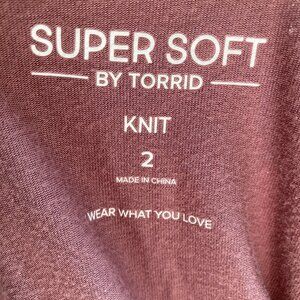 SUPER SOFT
BY TORRID
KNIT
2
MADE IN CHINA
WEAR WHAT YOU LOVE